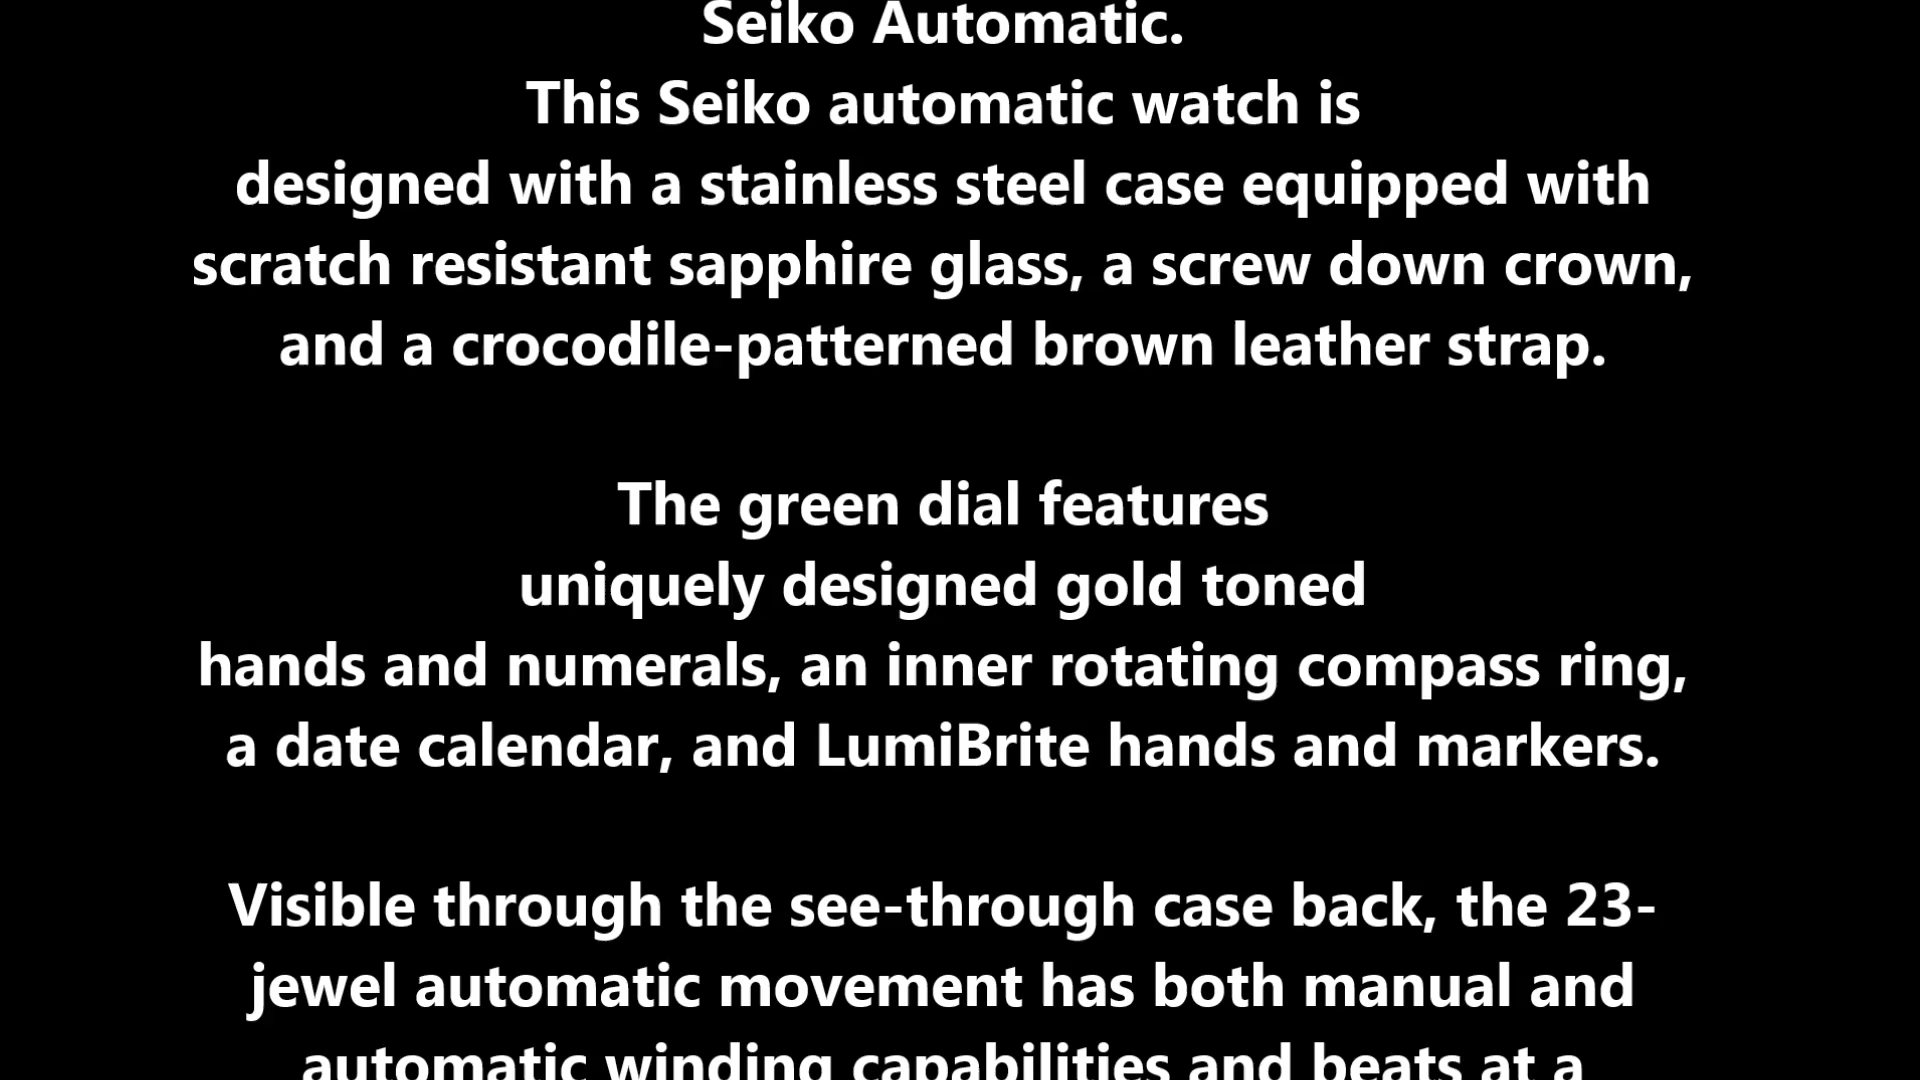 Seiko Automatic.
This Seiko automatic watch is
designed with a stainless steel case equipped with
scratch resistant sapphire glass, a screw down crown,
and a crocodile-patterned brown leather strap.
The green dial features
uniquely designed gold toned
hands and numerals, an inner rotating compass ring,
a date calendar, and LumiBrite hands and markers.
Visible through the see-through case back, the 23-
jewel automatic movement has both manual and
automatic winding capabilities and beats at a